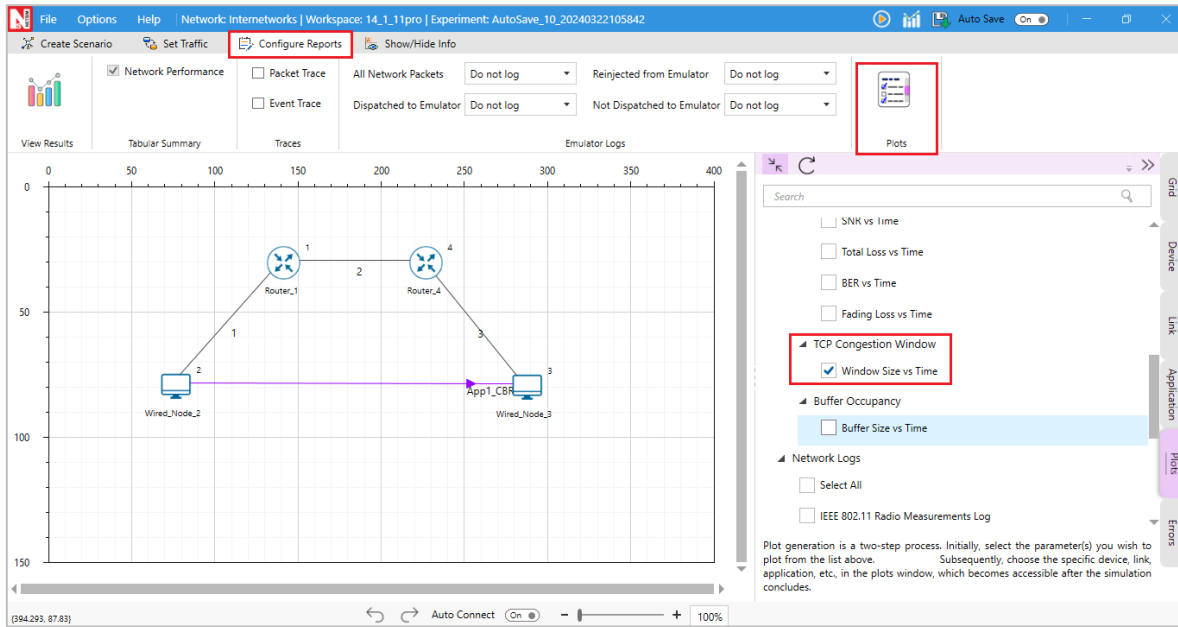 File Options Help Network: Internetworks | Workspace: 14_1_11pro | Experiment: AutoSave_10_20240322105842 Auto Save On
Create Scenario Set Traffic Configure Reports Show/Hide Info
Network Performance Packet Trace All Network Packets Do not log Reinjected from Emulator Do not log
Event Trace Dispatched to Emulator Do not log Not Dispatched to Emulator Do not log
View Results Tabular Summary Traces Emulator Logs Plots
0 50 100 150 200 250 300 350 400
0
50
100
150
1
4
2
Router_1
Router_4
1
3
2
3
App1_CBR
Wired_Node_2
Wired_Node_3
Search
SNR vs Time
Total Loss vs Time
BER vs Time
Fading Loss vs Time
TCP Congestion Window
Window Size vs Time
Buffer Occupancy
Buffer Size vs Time
Network Logs
Select All
IEEE 802.11 Radio Measurements Log
Plot generation is a two-step process. Initially, select the parameter(s) you wish to
plot from the list above. Subsequently, choose the specific device, link,
application, etc., in the plots window, which becomes accessible after the simulation
concludes.
Grid
Device
Link
Application
Plots
Errors
(394.293, 87.83) Auto Connect On 100%